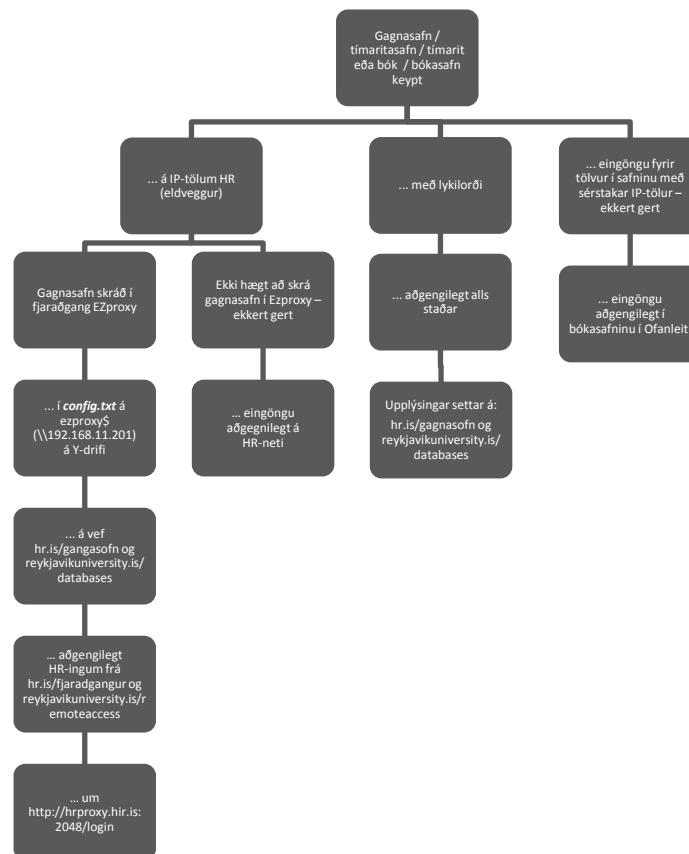 Gagnasafn /
tímaritasafn / tímarit
eða bók / bókasafn
keypt
... á IP-tölum HR
(eldveggur)
... með lykilorði
... eingöngu fyrir
tölvur í safninu með
sérstakar IP-tölur –
ekkert gert
Gagnasafn skráð í
fjaraðgang EZproxy
Ekki hægt að skrá
gagnasafn í Ezproxy –
ekkert gert
... aðgengilegt alls
staðar
... eingöngu
aðgengilegt í
bókasafninu í Ofanleiti
... í config.txt á
ezproxy$
(\\192.168.11.201)
á Y-drifi
... eingöngu
aðgegnilegt á
HR-neti
Upplýsingar settar á:
hr.is/gagnasofn og
reykjavikuniversity.is/
databases
... á vef
hr.is/gangasofn og
reykjavikuniversity.is/
databases
... aðgengilegt
HR-ingum frá
hr.is/fjaradgangur og
reykjavikuniversity.is/r
emoteaccess
... um
http://hrproxy.hir.is:
2048/login